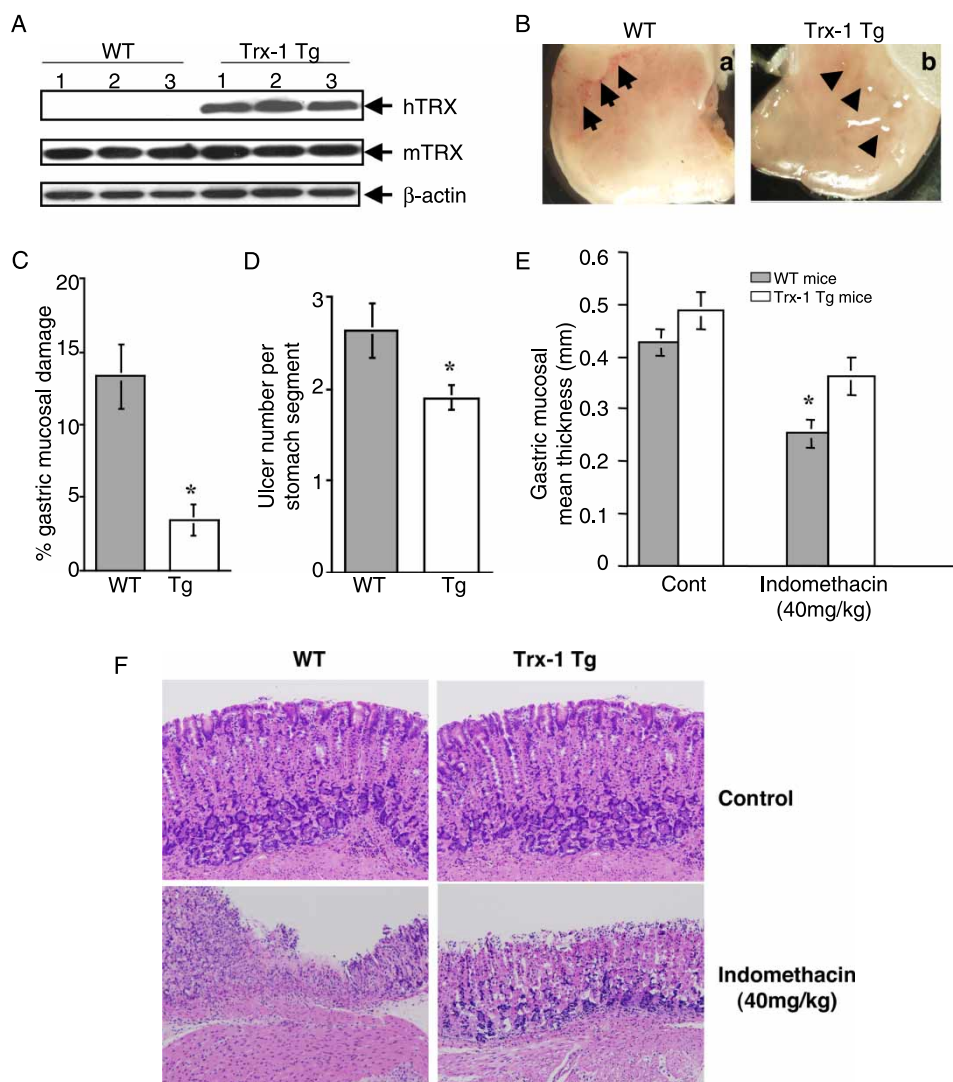 A
WT Trx-1 Tg
1 2 3 1 2 3
hTRX
mTRX
β-actin
B
WT Trx-1 Tg
a b
C
% gastric mucosal damage
20
15
10
5
0
WT Tg
*
D
Ulcer number per
stomach segment
3
2
1
0
WT Tg
*
E
Gastric mucosal
mean thickness (mm)
0.6
0.5
0.4
0.3
0.2
0.1
0
WT mice
Trx-1 Tg mice
*
Cont Indomethacin
(40mg/kg)
F
WT Trx-1 Tg
Control
Indomethacin
(40mg/kg)